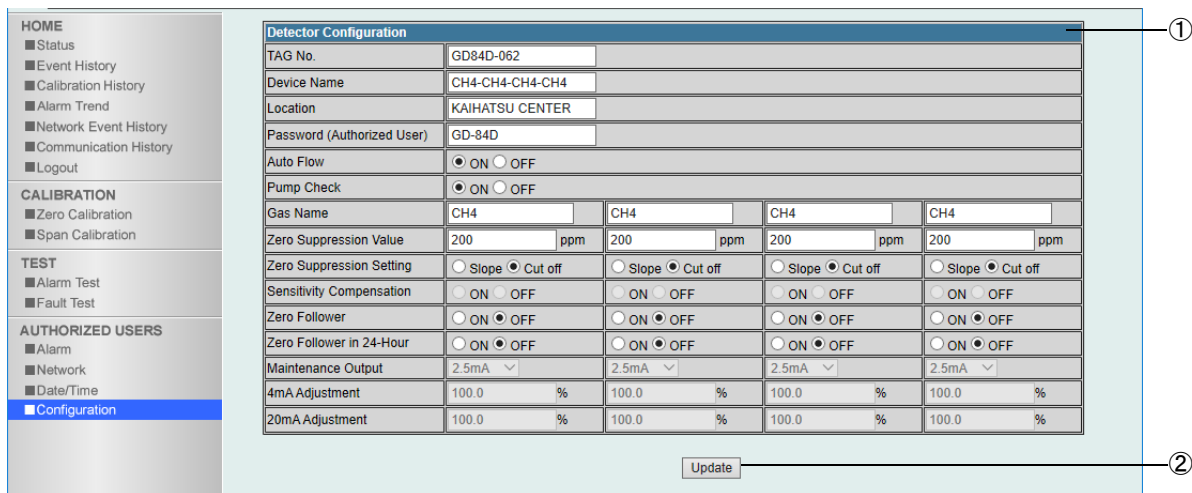 HOME
Status
Event History
Calibration History
Alarm Trend
Network Event History
Communication History
Logout
CALIBRATION
Zero Calibration
Span Calibration
TEST
Alarm Test
Fault Test
AUTHORIZED USERS
Alarm
Network
Date/Time
Configuration
Detector Configuration ①
TAG No. GD84D-062
Device Name CH4-CH4-CH4-CH4
Location KAIHATSU CENTER
Password (Authorized User) GD-84D
Auto Flow ON OFF
Pump Check ON OFF
Gas Name CH4 CH4 CH4 CH4
Zero Suppression Value 200 ppm 200 ppm 200 ppm 200 ppm
Zero Suppression Setting Slope Cut off Slope Cut off Slope Cut off Slope Cut off
Sensitivity Compensation ON OFF ON OFF ON OFF ON OFF
Zero Follower ON OFF ON OFF ON OFF ON OFF
Zero Follower in 24-Hour ON OFF ON OFF ON OFF ON OFF
Maintenance Output 2.5mA 2.5mA 2.5mA 2.5mA
4mA Adjustment 100.0 % 100.0 % 100.0 % 100.0 %
20mA Adjustment 100.0 % 100.0 % 100.0 % 100.0 %
Update ②